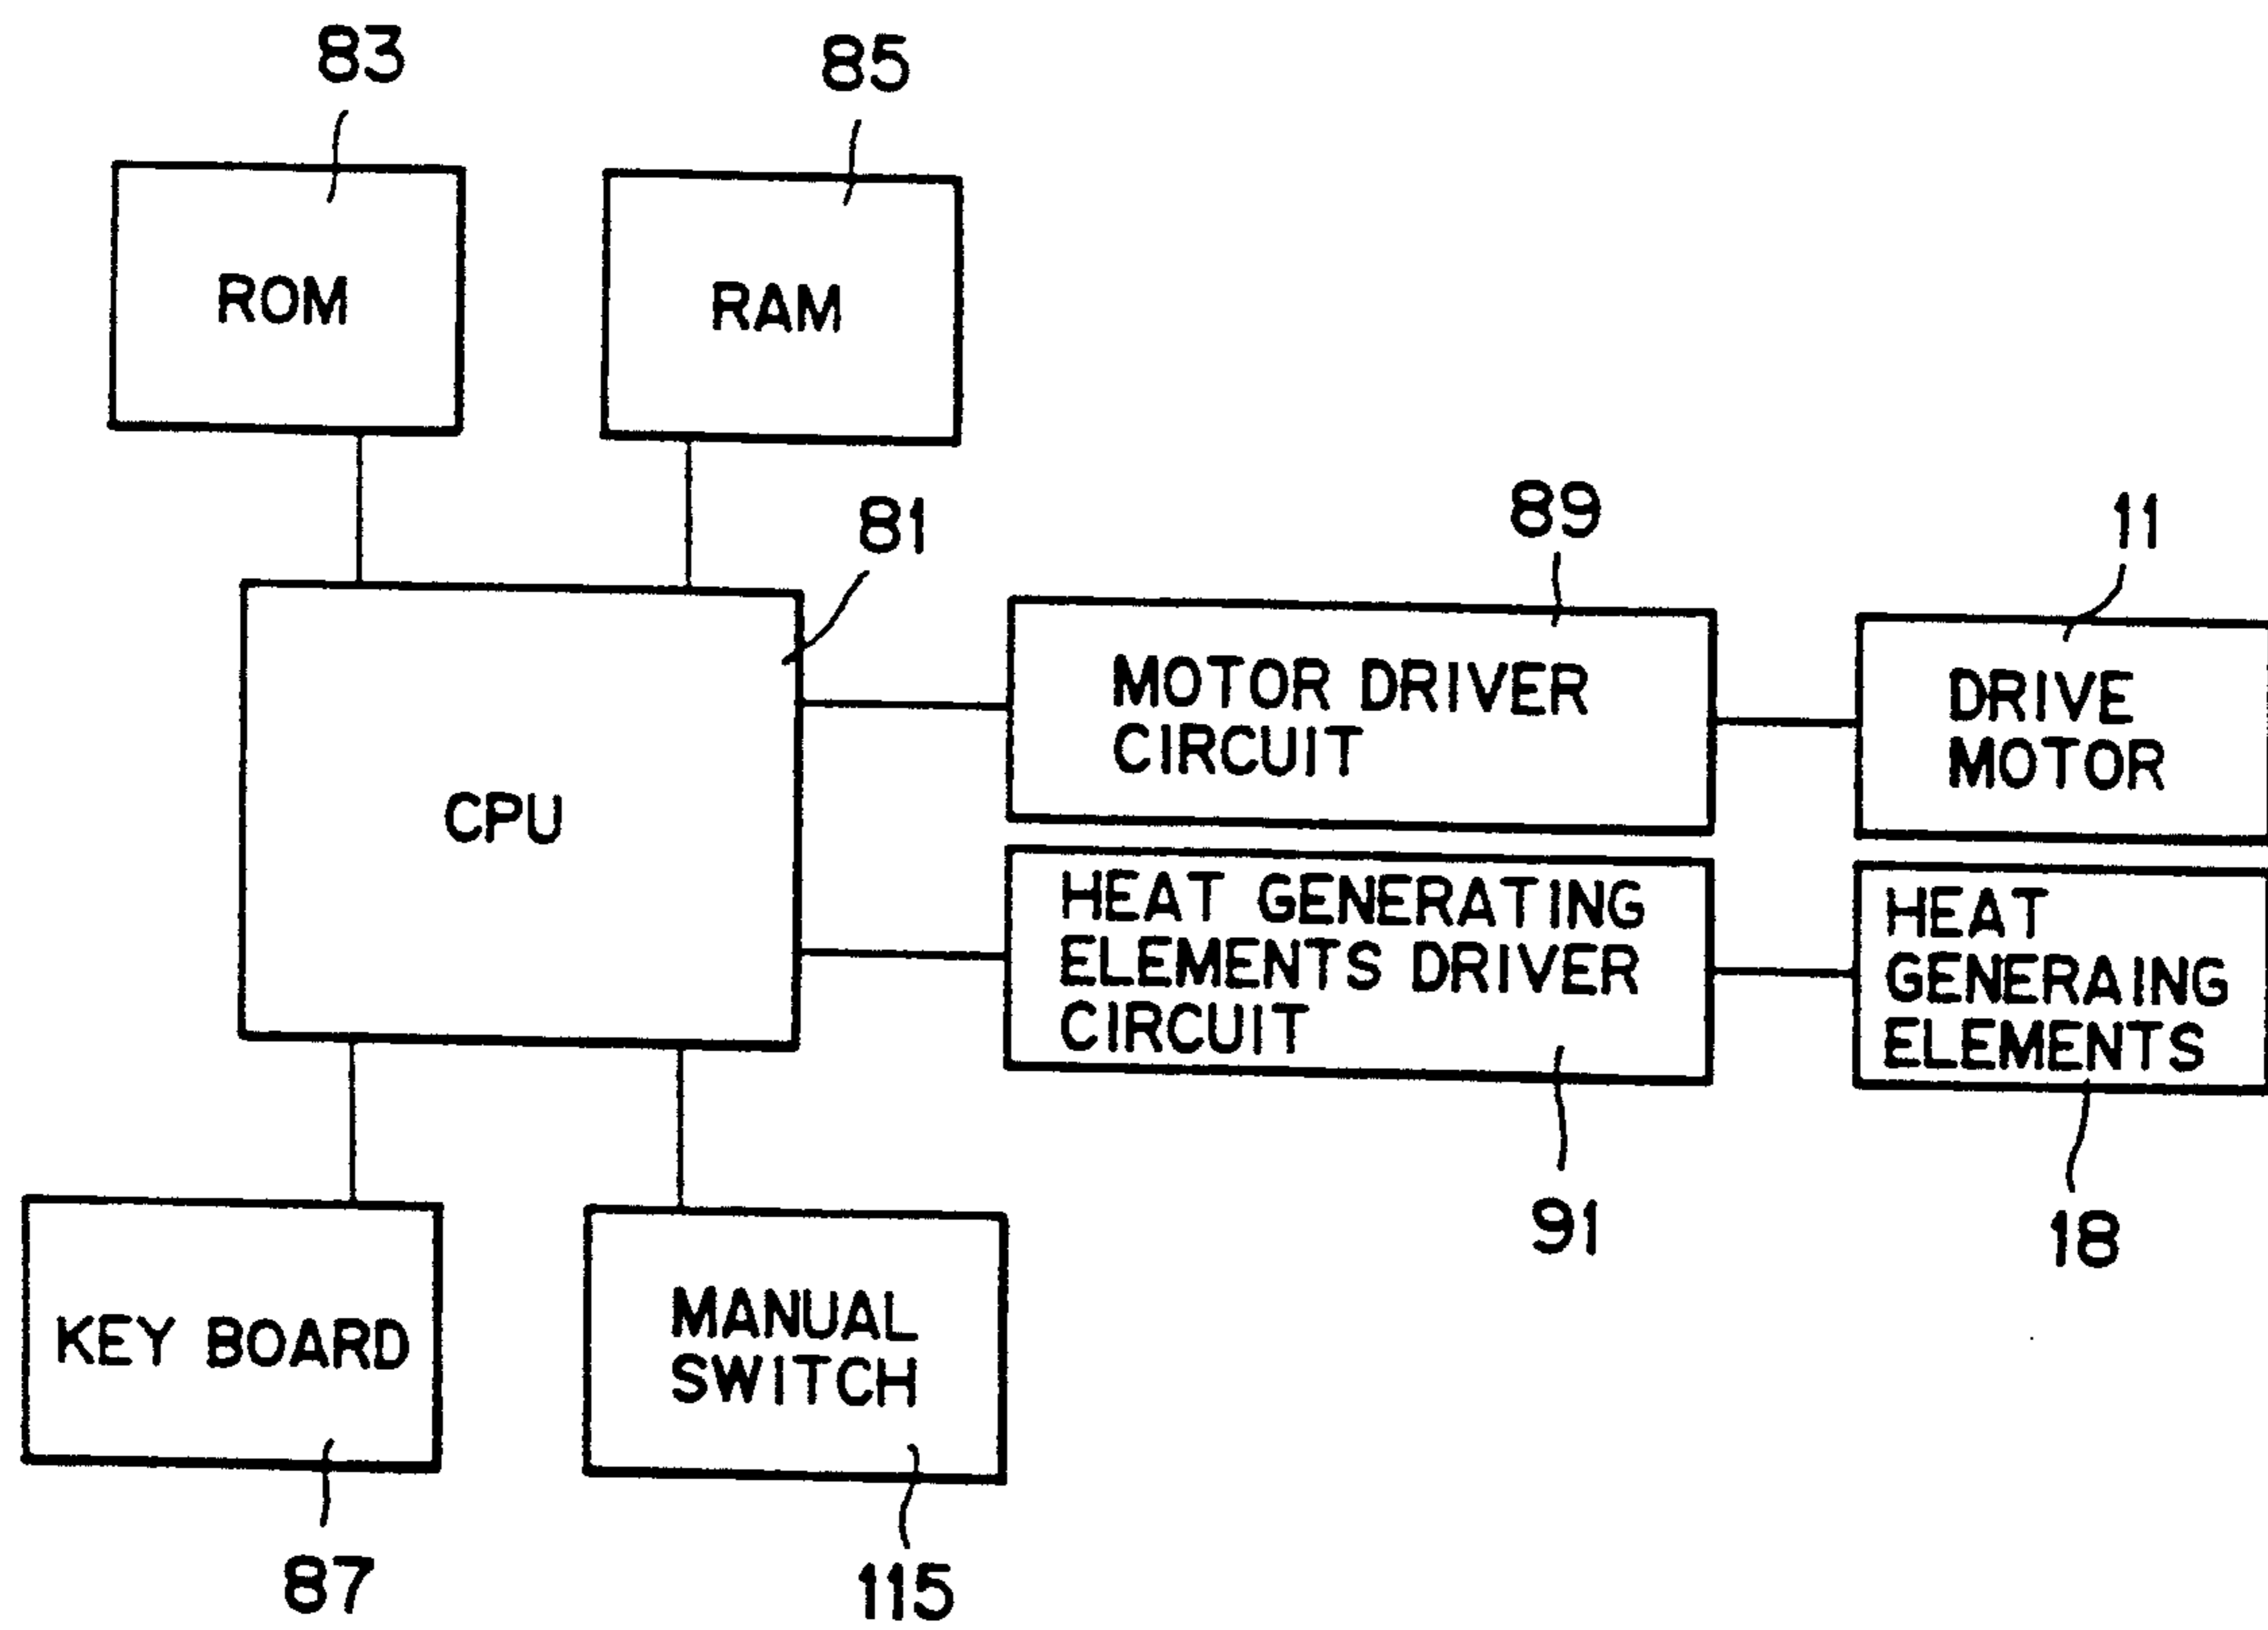 83
85
ROM
RAM
81
89
11
MOTOR DRIVER
CIRCUIT
DRIVE
MOTOR
CPU
HEAT GENERATING
ELEMENTS DRIVER
CIRCUIT
HEAT
GENERAING
ELEMENTS
91
18
KEY BOARD
MANUAL
SWITCH
87
115